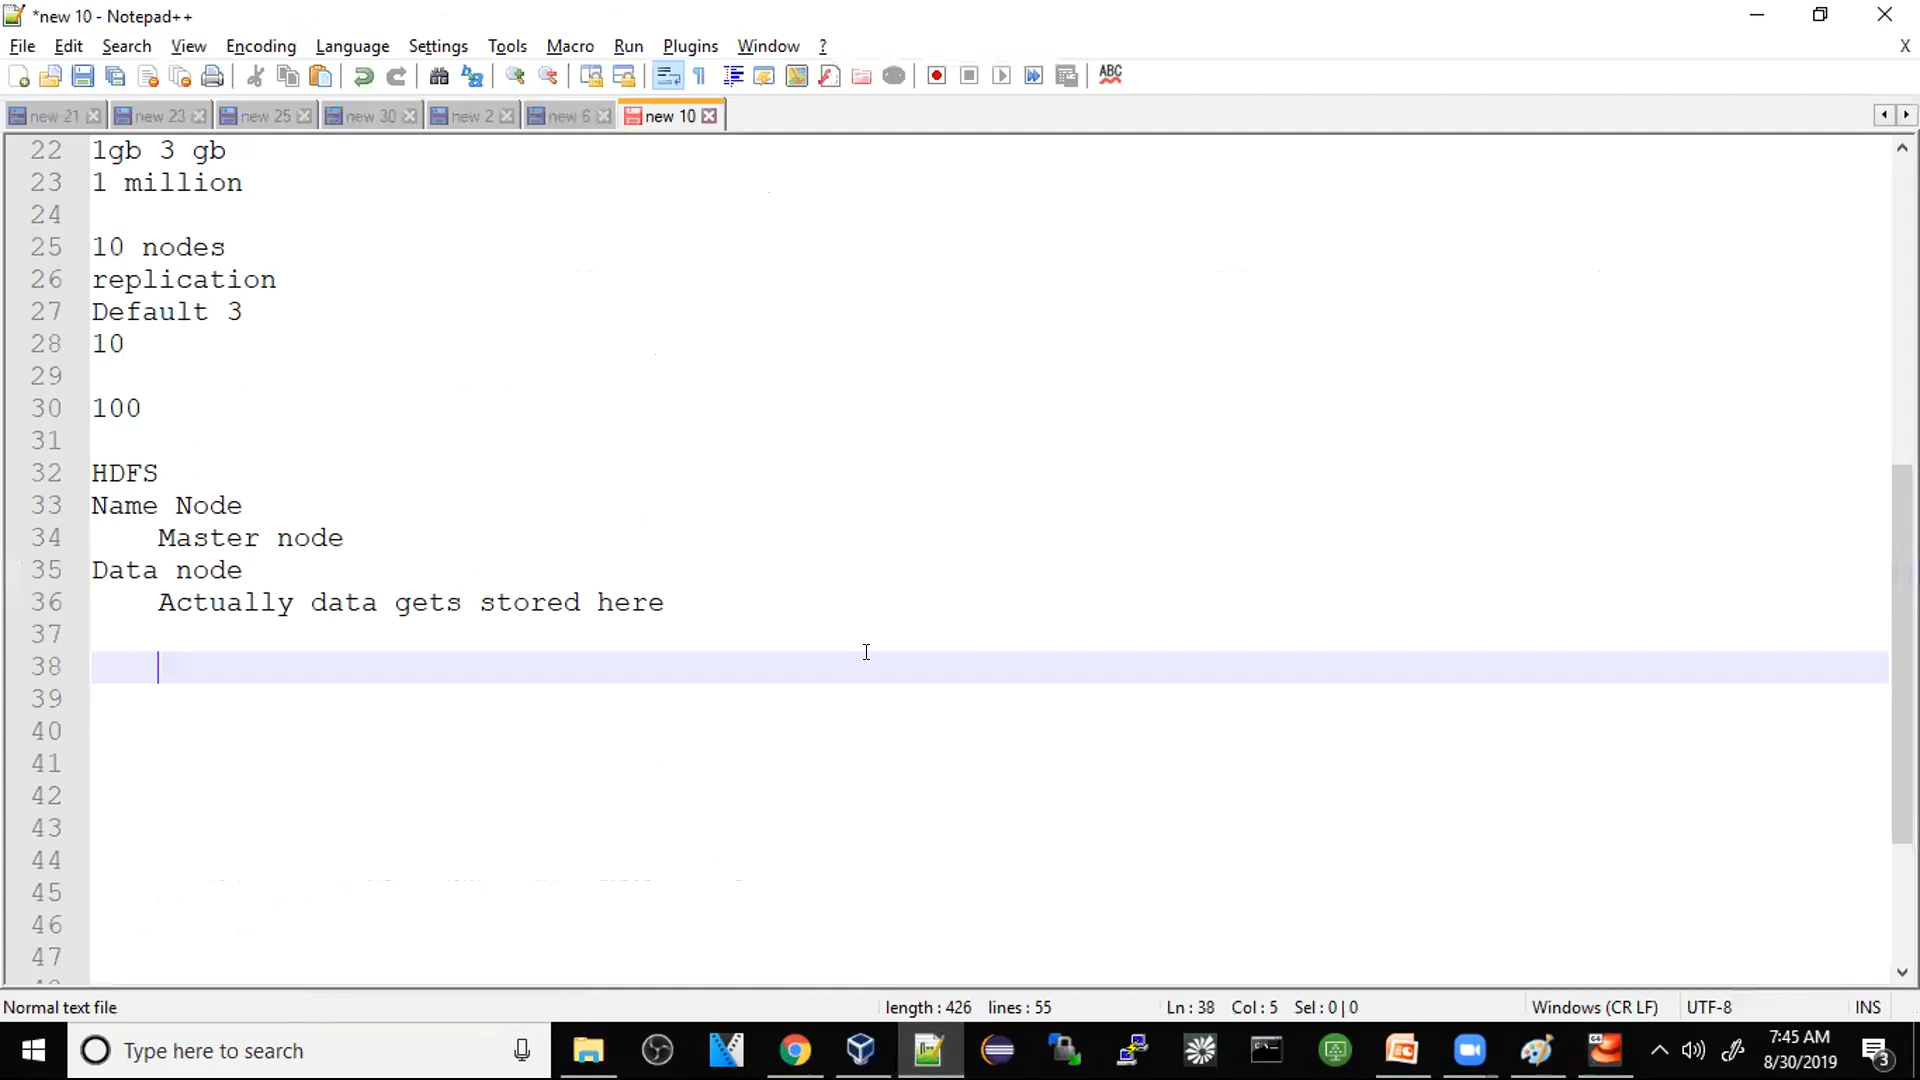 *new 10 - Notepad++
File Edit Search View Encoding Language Settings Tools Macro Run Plugins Window ?
X
ABC
new 21 new 23 new 25 new 30 new 2 new 6 new 10
22 1gb 3 gb
23 1 million
24
25 10 nodes
26 replication
27 Default 3
28 10
29
30 100
31
32 HDFS
33 Name Node
34 Master node
35 Data node
36 Actually data gets stored here
37
38
39
40
41
42
43
44
45
46
47
Normal text file length : 426 lines : 55 Ln : 38 Col : 5 Sel : 0 | 0 Windows (CR LF) UTF-8 INS
Type here to search
7:45 AM
8/30/2019
3